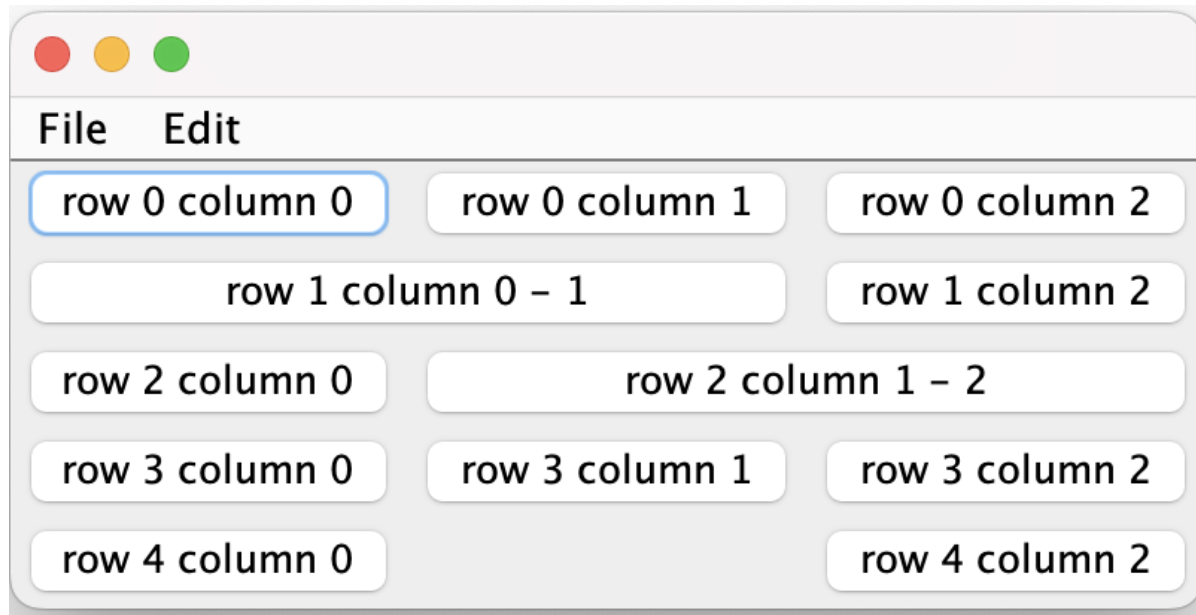 File Edit
row 0 column 0 row 0 column 1 row 0 column 2
row 1 column 0 – 1 row 1 column 2
row 2 column 0 row 2 column 1 – 2
row 3 column 0 row 3 column 1 row 3 column 2
row 4 column 0 row 4 column 2